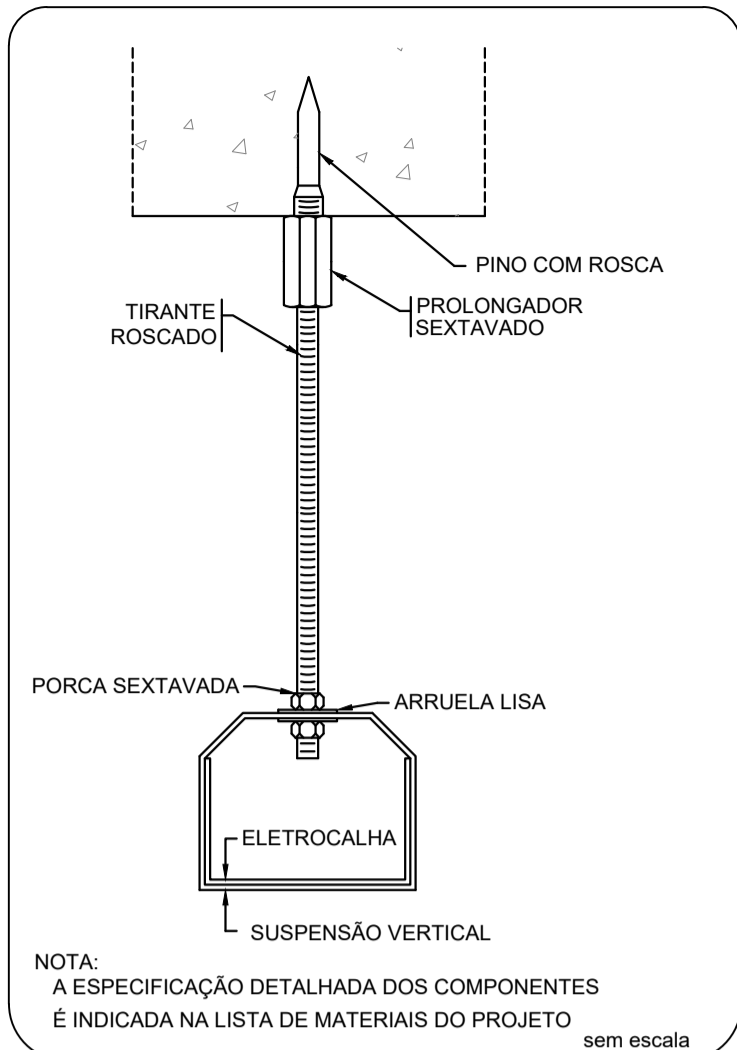 PINO COM ROSCA
TIRANTE
ROSCADO
PROLONGADOR
SEXTAVADO
PORCA SEXTAVADA
ARRUELA LISA
ELETROCALHA
SUSPENSÃO VERTICAL
NOTA:
A ESPECIFICAÇÃO DETALHADA DOS COMPONENTES
É INDICADA NA LISTA DE MATERIAIS DO PROJETO
sem escala